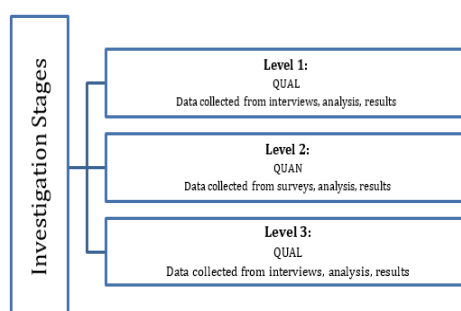 Investigation Stages
Level 1:
QUAL
Data collected from interviews, analysis, results
Level 2:
QUAN
Data collected from surveys, analysis, results
Level 3:
QUAL
Data collected from interviews, analysis, results